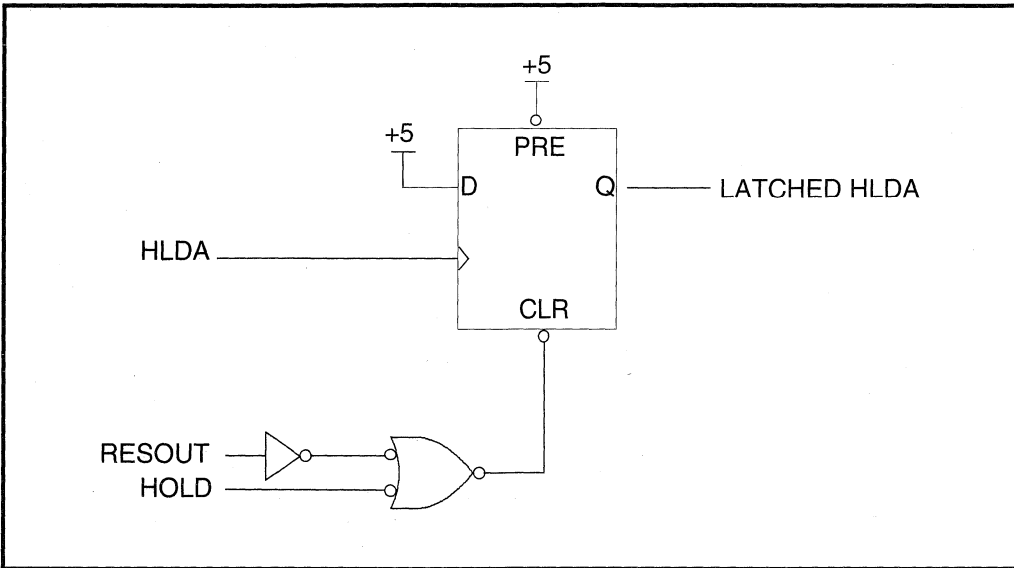 +5
+5
PRE
D
Q
LATCHED HLDA
HLDA
CLR
RESOUT
HOLD